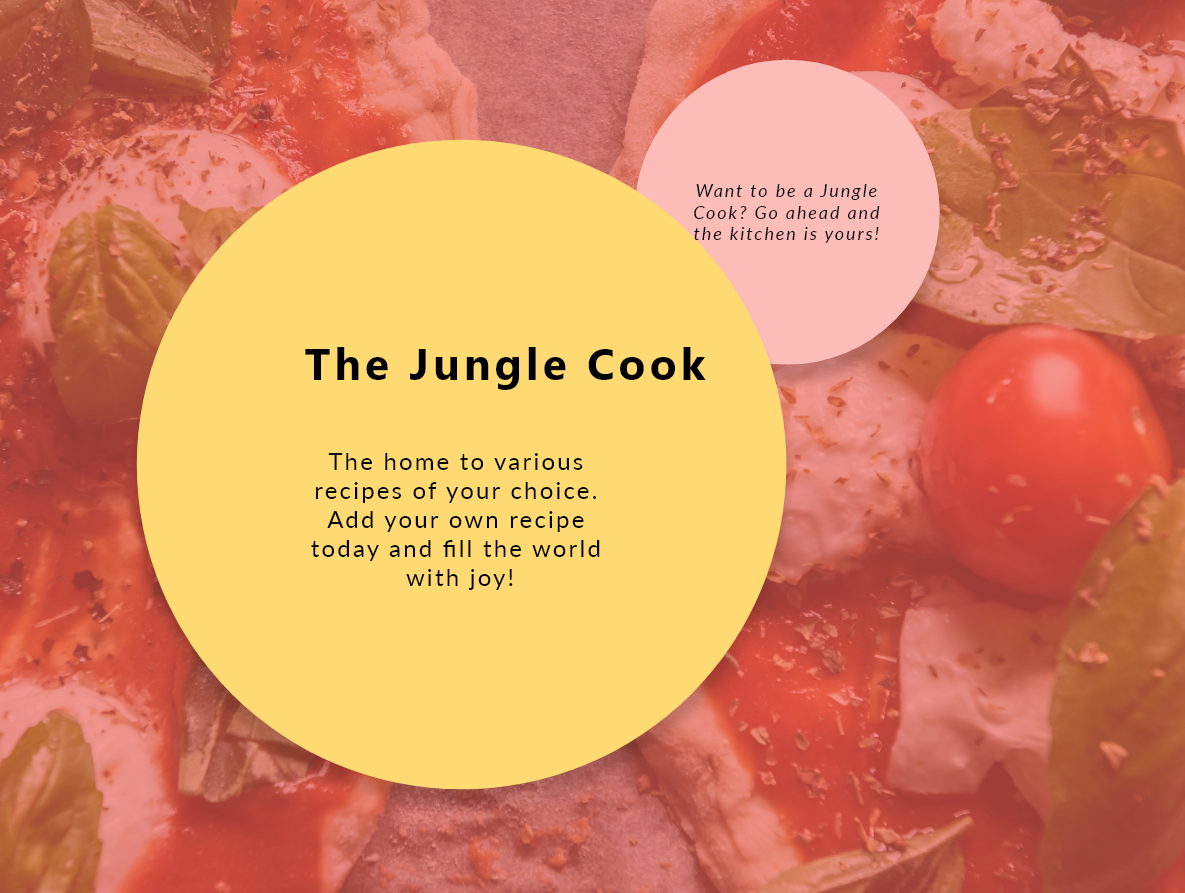 Want to be a Jungle
Cook? Go ahead and
the kitchen is yours!
The Jungle Cook
The home to various
recipes of your choice.
Add your own recipe
today and fill the world
with joy!